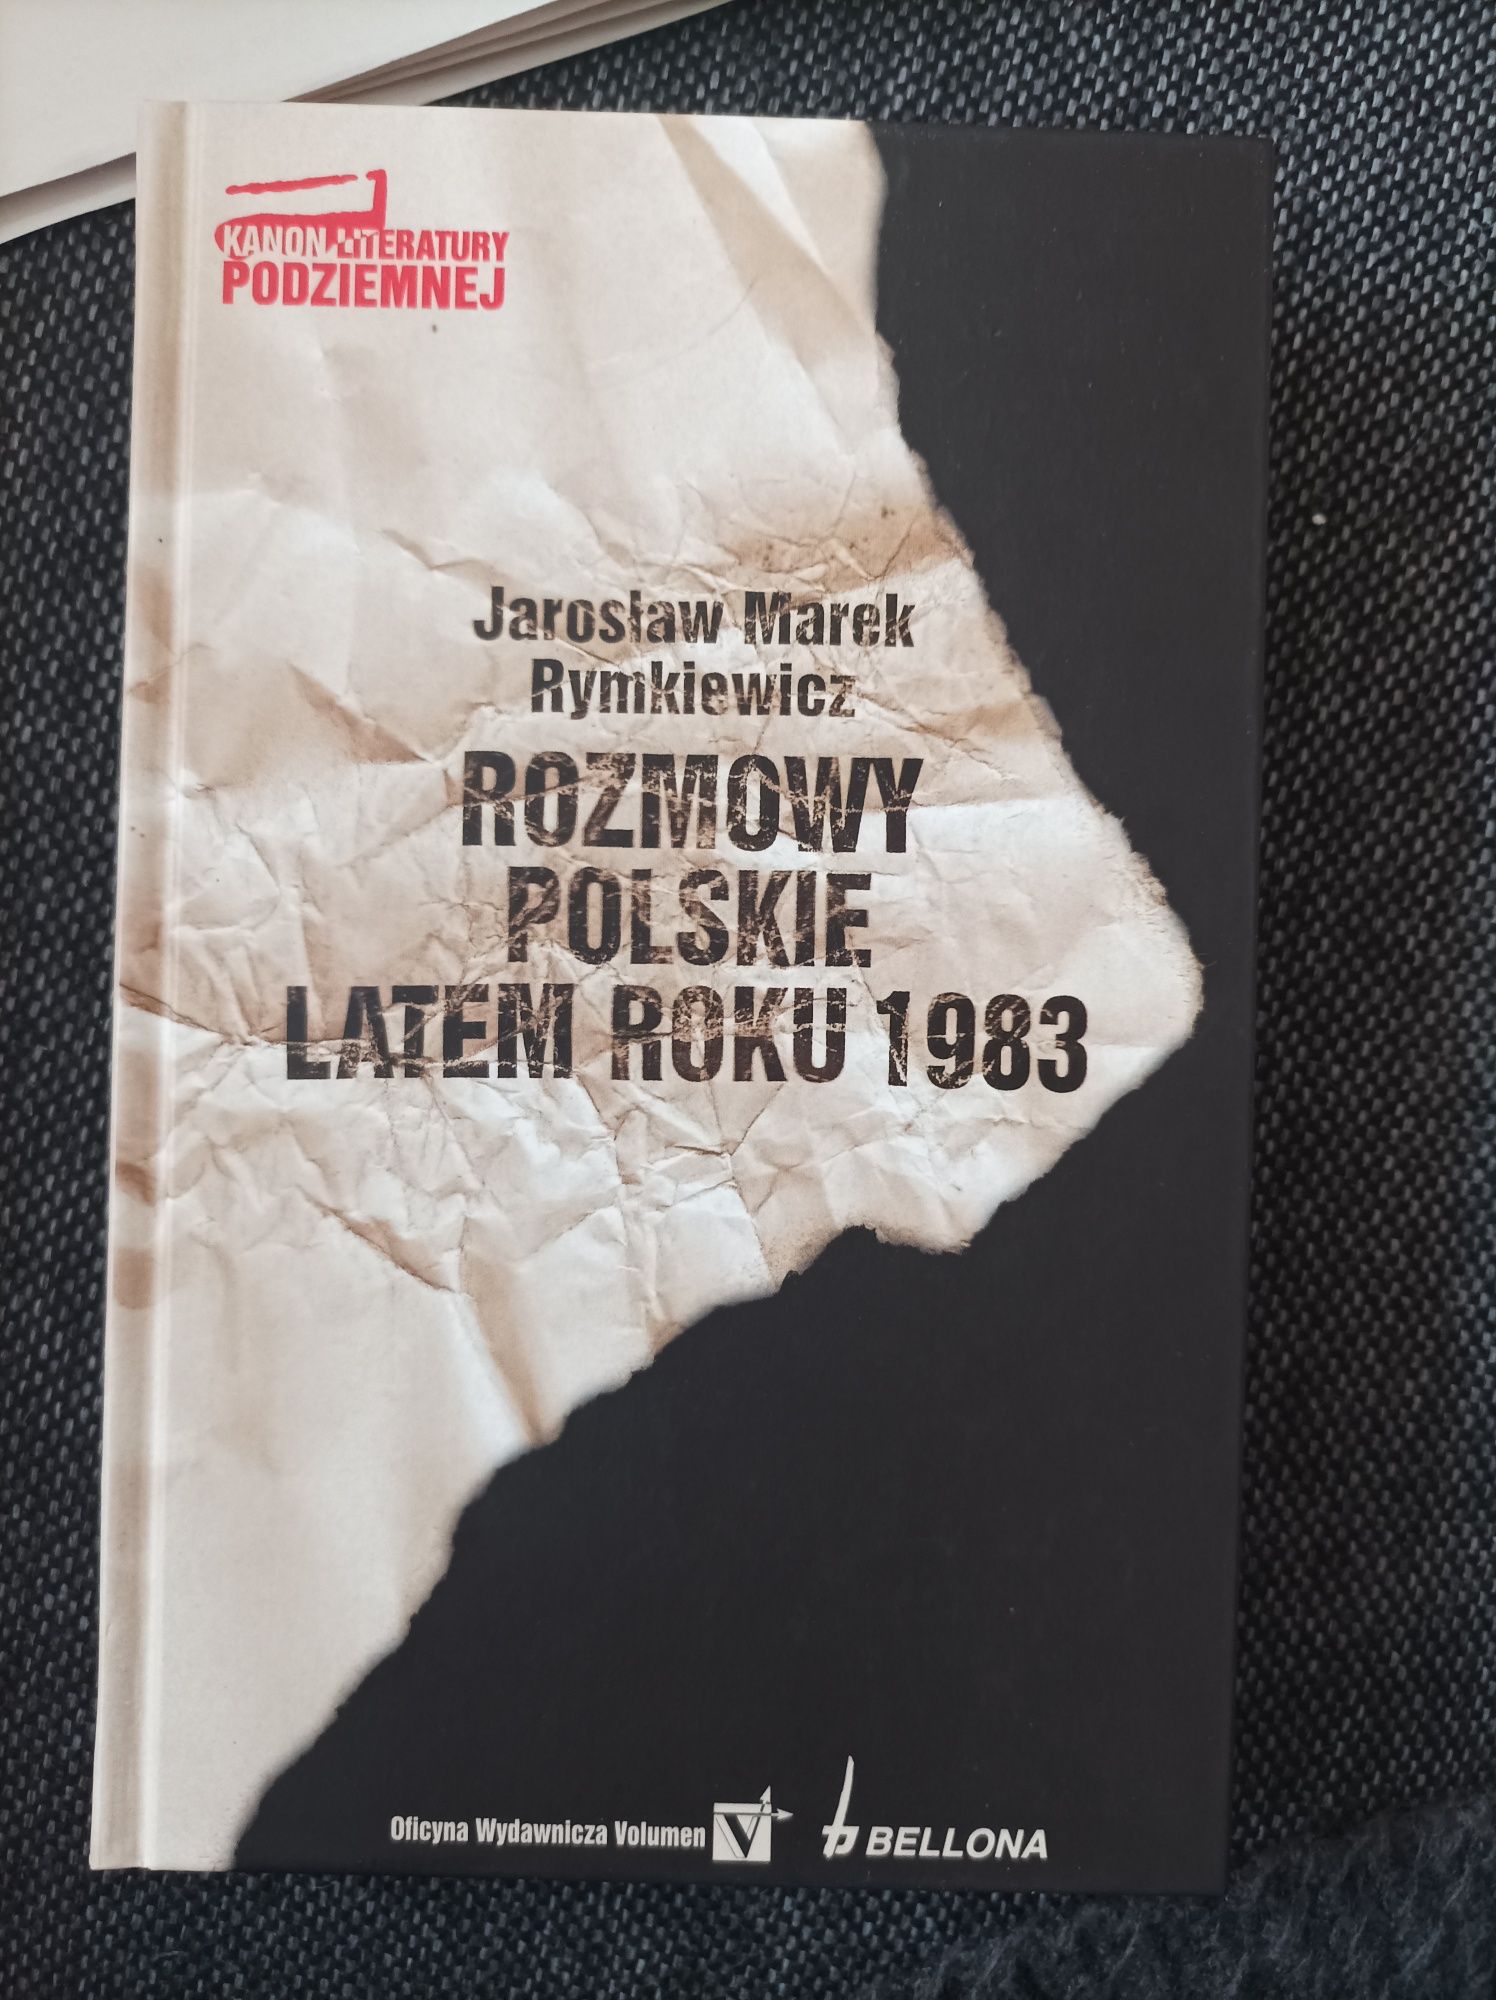 KANON LITERATURY
PODZIEMNEJ
Jarosław Marek
Rymkiewicz
ROZMOWY
POLSKIE
LATEM ROKU 1983
Oficyna Wydawnicza Volumen V BELLONA